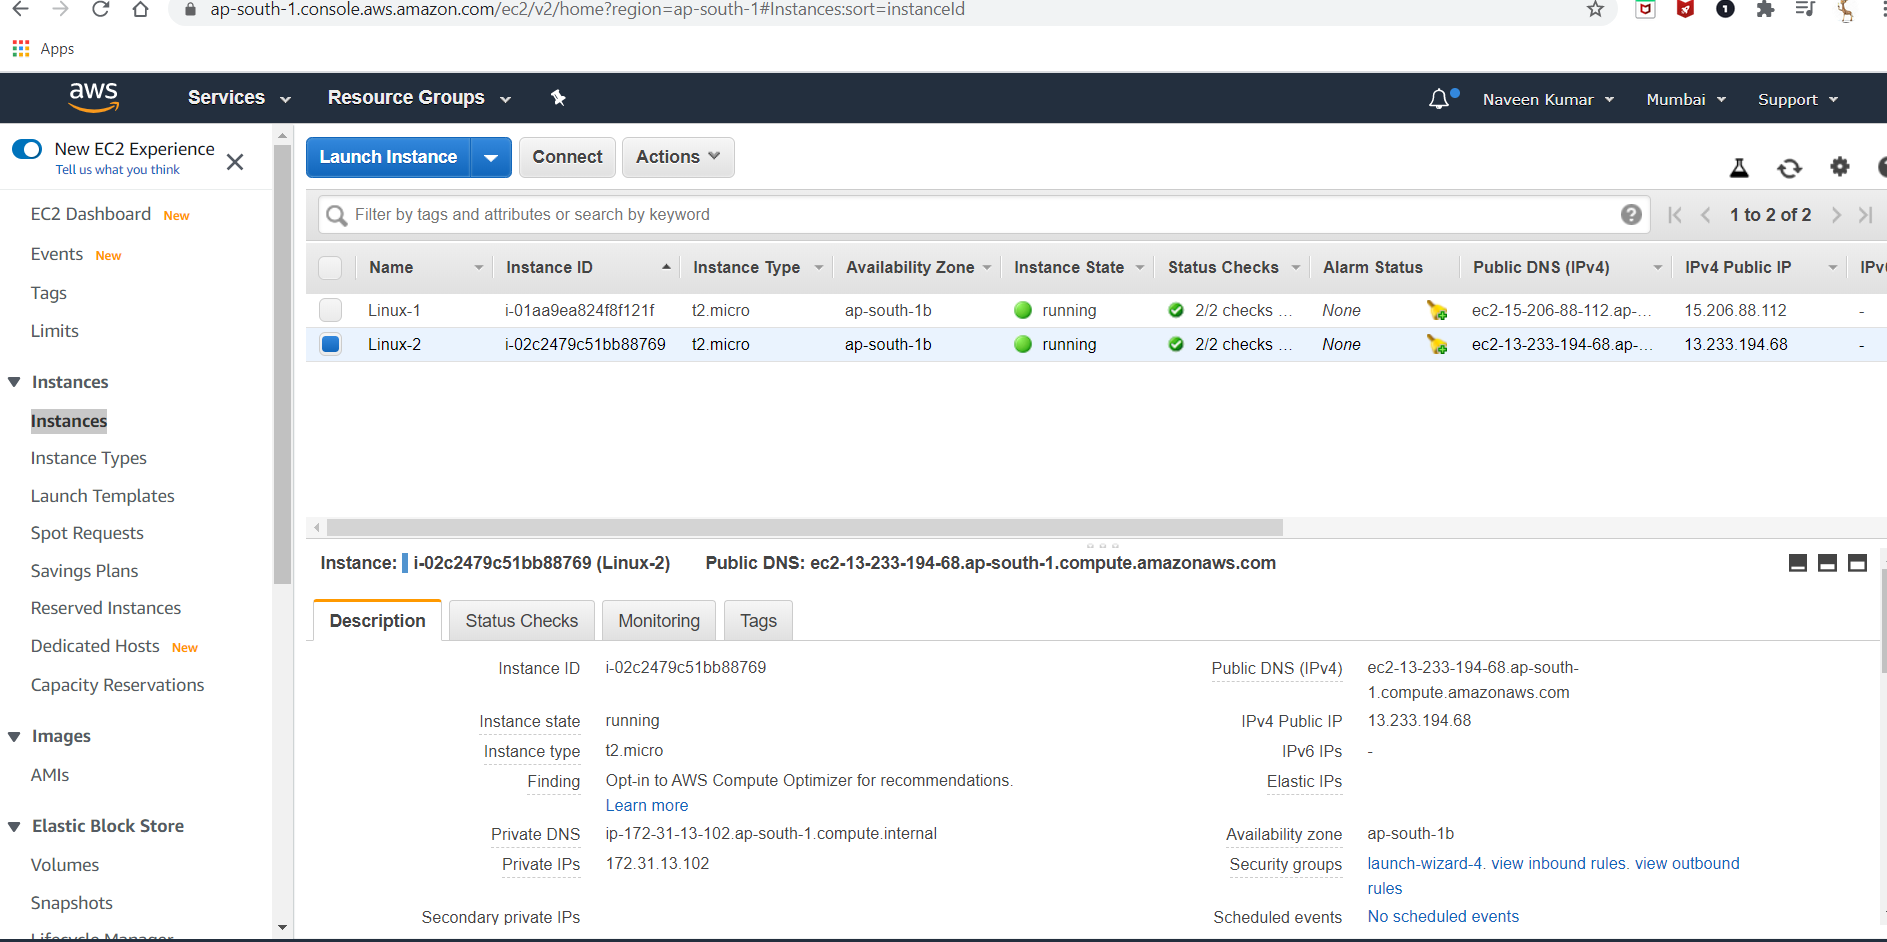 ap-south-1.console.aws.amazon.com/ec2/v2/home?region=ap-south-1#Instances:sort=instanceId
Apps
aws
Services
Resource Groups
Naveen Kumar
Mumbai
Support
New EC2 Experience
Tell us what you think
EC2 Dashboard New
Events New
Tags
Limits
Instances
Instances
Instance Types
Launch Templates
Spot Requests
Savings Plans
Reserved Instances
Dedicated Hosts New
Capacity Reservations
Images
AMIs
Elastic Block Store
Volumes
Snapshots
Lifecycle Manager
Launch Instance
Connect
Actions
Filter by tags and attributes or search by keyword
1 to 2 of 2
Name Instance ID Instance Type Availability Zone Instance State Status Checks Alarm Status Public DNS (IPv4) IPv4 Public IP IPv
Linux-1 i-01aa9ea824f8f121f t2.micro ap-south-1b running 2/2 checks ... None ec2-15-206-88-112.ap-... 15.206.88.112 -
Linux-2 i-02c2479c51bb88769 t2.micro ap-south-1b running 2/2 checks ... None ec2-13-233-194-68.ap-... 13.233.194.68 -
Instance: i-02c2479c51bb88769 (Linux-2) Public DNS: ec2-13-233-194-68.ap-south-1.compute.amazonaws.com
Description
Status Checks
Monitoring
Tags
Instance ID i-02c2479c51bb88769
Instance state running
Instance type t2.micro
Finding Opt-in to AWS Compute Optimizer for recommendations.
Learn more
Private DNS ip-172-31-13-102.ap-south-1.compute.internal
Private IPs 172.31.13.102
Secondary private IPs
Public DNS (IPv4) ec2-13-233-194-68.ap-south-
1.compute.amazonaws.com
IPv4 Public IP 13.233.194.68
IPv6 IPs -
Elastic IPs
Availability zone ap-south-1b
Security groups launch-wizard-4. view inbound rules. view outbound
rules
Scheduled events No scheduled events